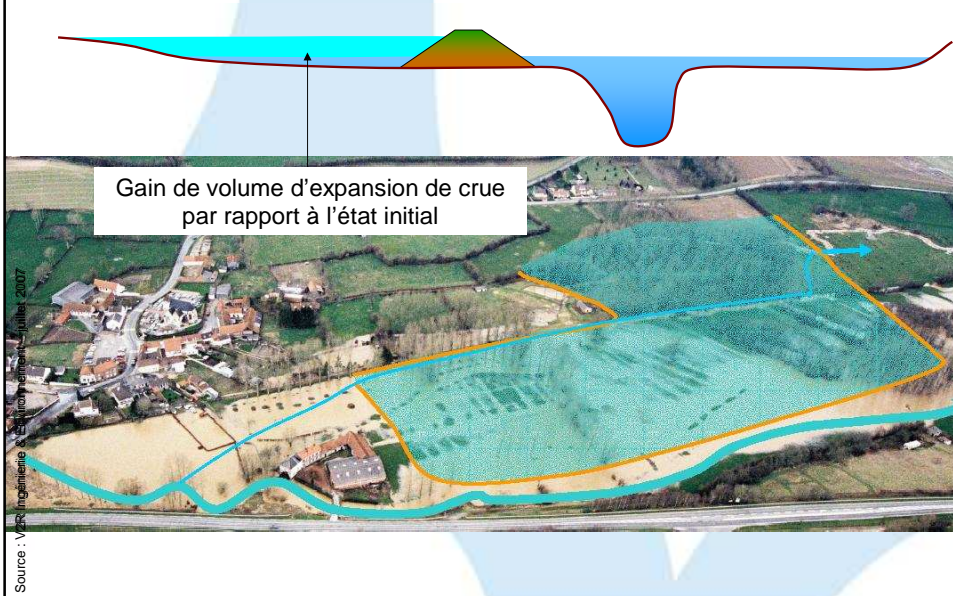 Gain de volume d'expansion de crue
par rapport à l'état initial
Source : V2R Ingénierie & Environnement – juillet 2007